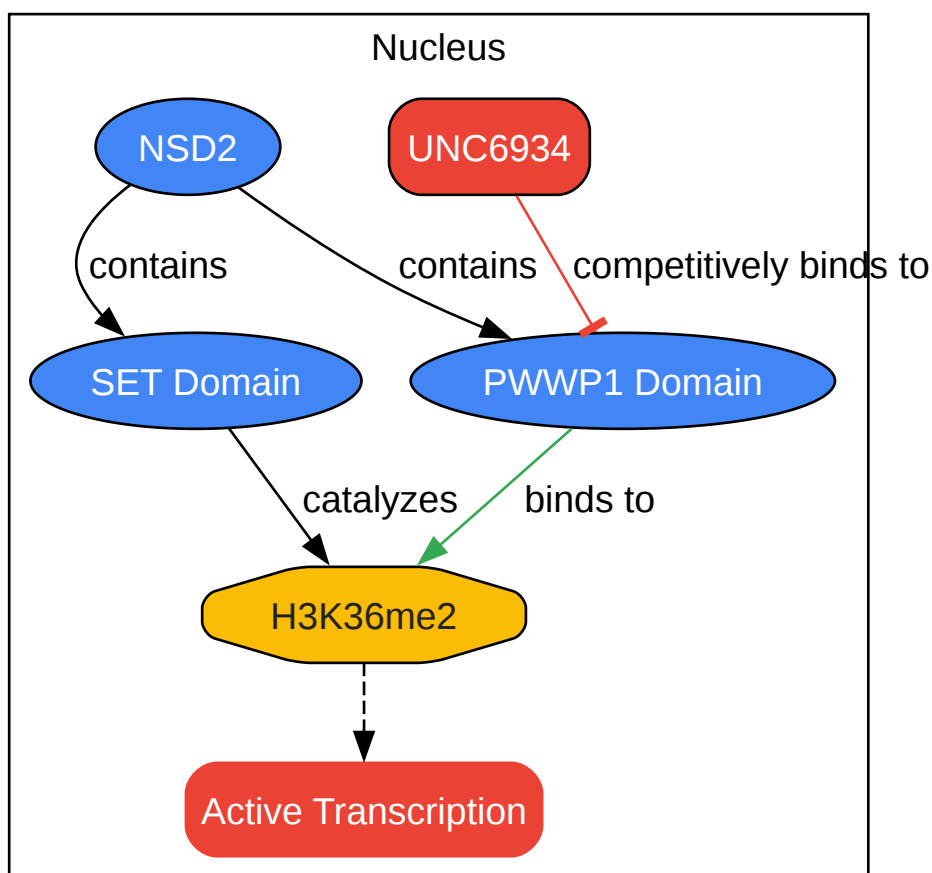 Nucleus
NSD2
UNC6934
contains
contains
competitively binds to
SET Domain
PWWP1 Domain
catalyzes
binds to
H3K36me2
Active Transcription